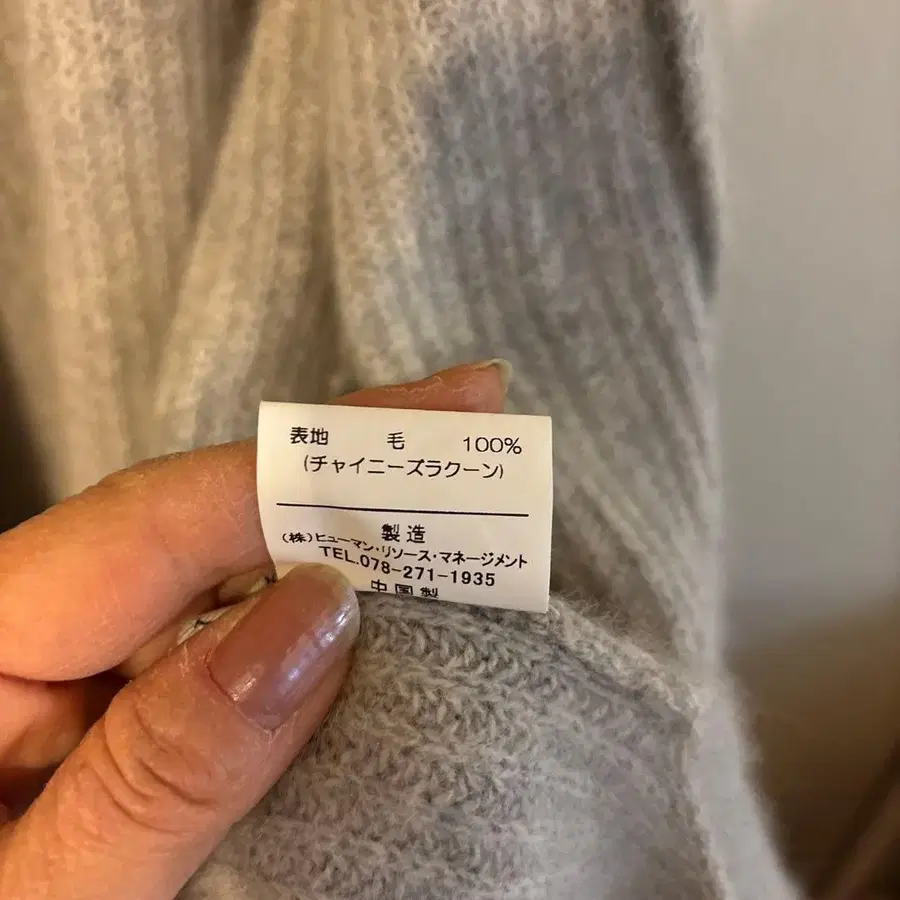 表地 毛 100%
(チャイニーズラクーン)
製造
(株)ヒューマン・リソース・マネージメント
TEL.078-271-1935
中国製